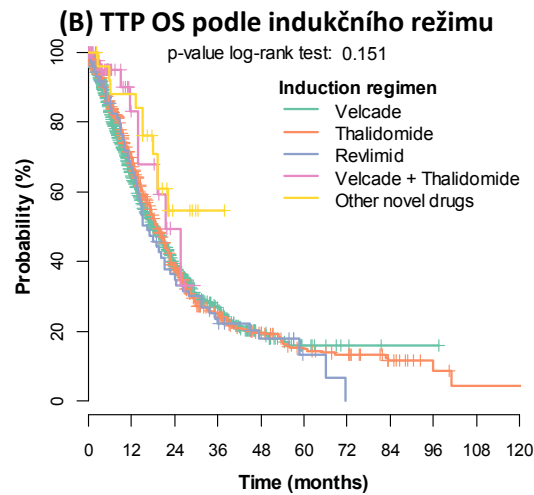 (B) TTP OS podle indukčního režimu
p-value log-rank test: 0.151
Induction regimen
Velcade
Thalidomide
Revlimid
Velcade + Thalidomide
Other novel drugs
Probability (%)
100
80
60
40
20
0
0 12 24 36 48 60 72 84 96 108 120
Time (months)